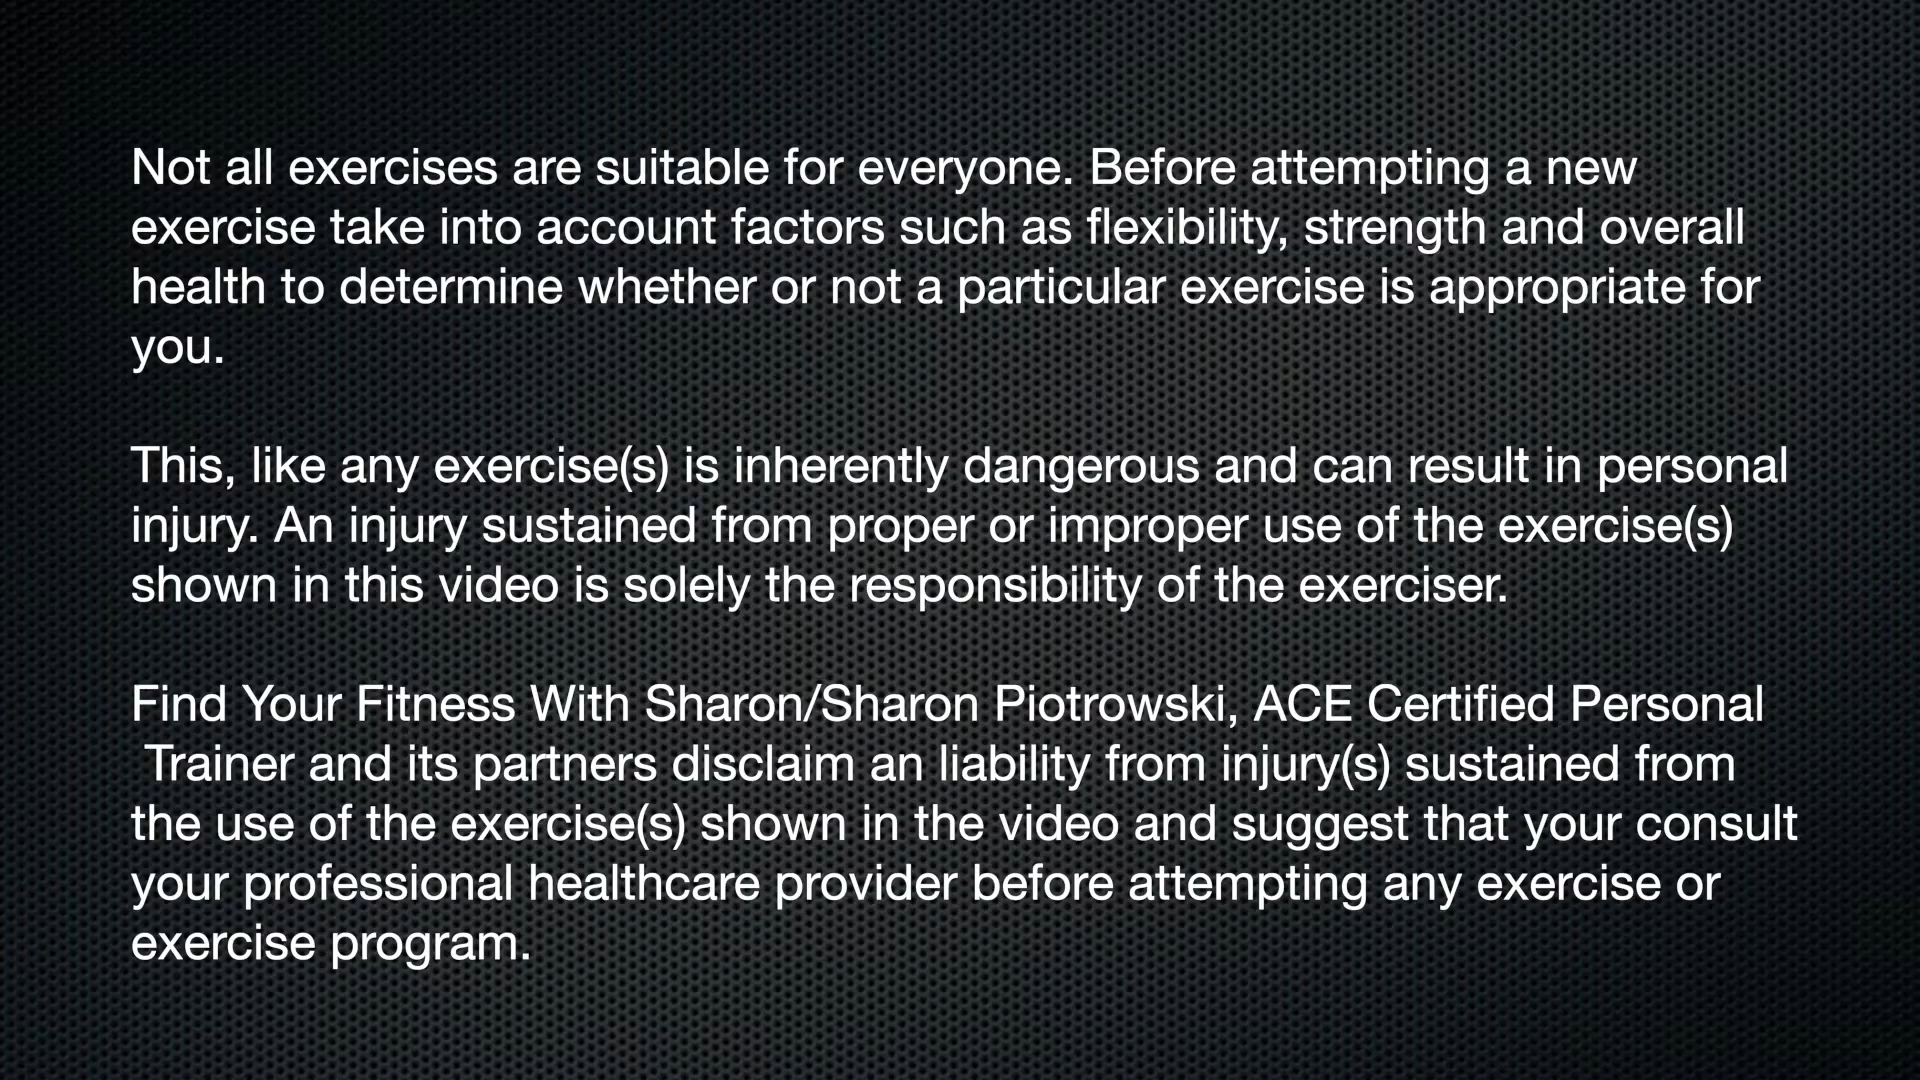 Not all exercises are suitable for everyone. Before attempting a new
exercise take into account factors such as flexibility, strength and overall
health to determine whether or not a particular exercise is appropriate for
you.
This, like any exercise(s) is inherently dangerous and can result in personal
injury. An injury sustained from proper or improper use of the exercise(s)
shown in this video is solely the responsibility of the exerciser.
Find Your Fitness With Sharon/Sharon Piotrowski, ACE Certified Personal
Trainer and its partners disclaim an liability from injury(s) sustained from
the use of the exercise(s) shown in the video and suggest that your consult
your professional healthcare provider before attempting any exercise or
exercise program.